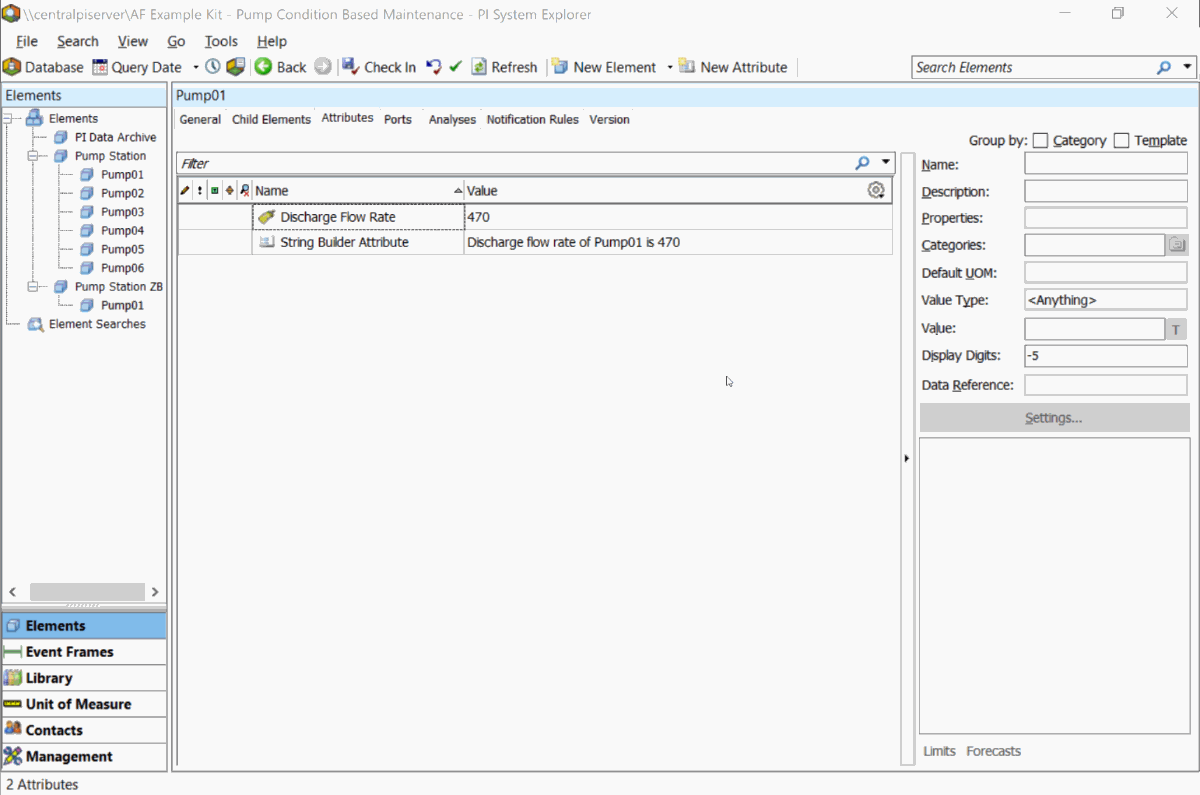 \\centralpiserver\AF Example Kit - Pump Condition Based Maintenance - PI System Explorer
File Search View Go Tools Help
Database Query Date Back Check In Refresh New Element New Attribute Search Elements
Elements
Elements
PI Data Archive
Pump Station
Pump01
Pump02
Pump03
Pump04
Pump05
Pump06
Pump Station ZB
Pump01
Element Searches
Elements
Event Frames
Library
Unit of Measure
Contacts
Management
Pump01
General Child Elements Attributes Ports Analyses Notification Rules Version
Filter
Name Value
Discharge Flow Rate 470
String Builder Attribute Discharge flow rate of Pump01 is 470
Group by: Category Template
Name:
Description:
Properties:
Categories:
Default UOM:
Value Type: <Anything>
Value: T
Display Digits: -5
Data Reference:
Settings...
Limits Forecasts
2 Attributes